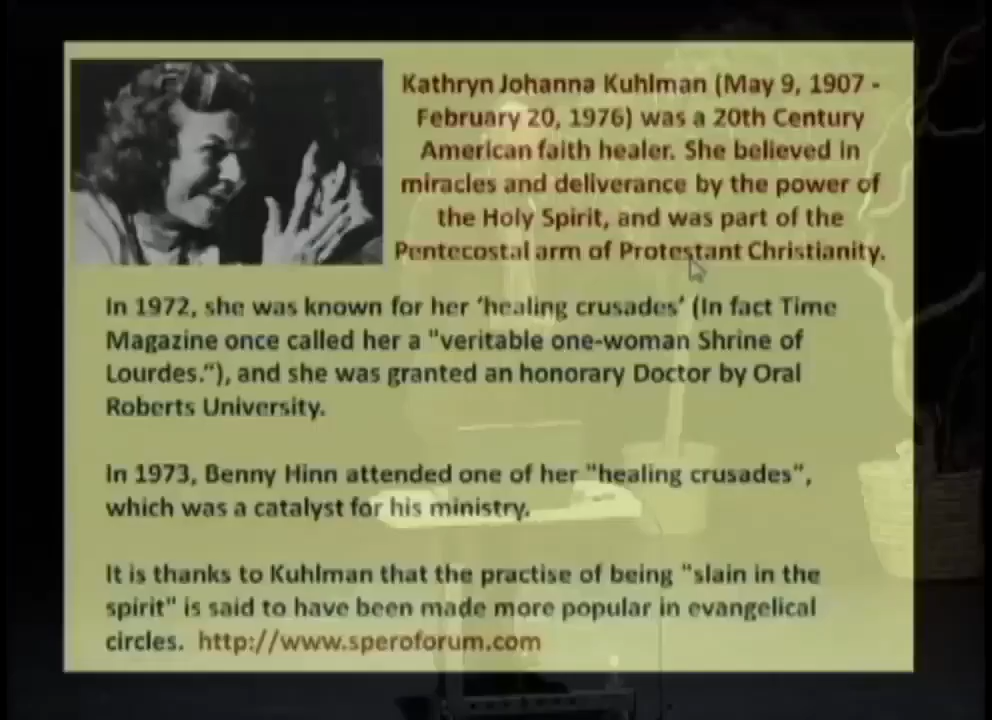 Kathryn Johanna Kuhlman (May 9, 1907 -
February 20, 1976) was a 20th Century
American faith healer. She believed in
miracles and deliverance by the power of
the Holy Spirit, and was part of the
Pentecostal arm of Protestant Christianity.
In 1972, she was known for her ‘healing crusades’ (In fact Time
Magazine once called her a "veritable one-woman Shrine of
Lourdes."), and she was granted an honorary Doctor by Oral
Roberts University.
In 1973, Benny Hinn attended one of her "healing crusades",
which was a catalyst for his ministry.
It is thanks to Kuhlman that the practise of being "slain in the
spirit" is said to have been made more popular in evangelical
circles. http://www.speroforum.com